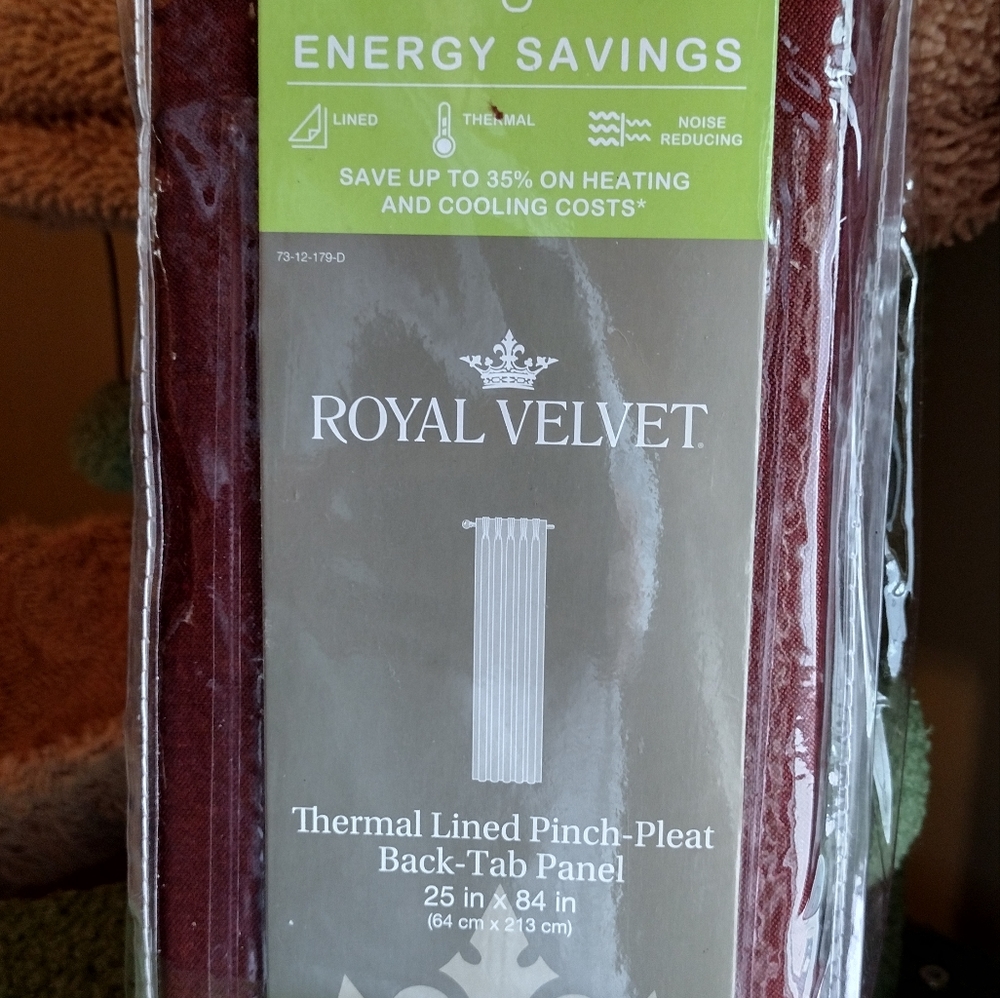 ENERGY SAVINGS
LINED
THERMAL
NOISE
REDUCING
SAVE UP TO 35% ON HEATING
AND COOLING COSTS*
73-12-179-D
ROYAL VELVET®
Thermal Lined Pinch-Pleat
Back-Tab Panel
25 in x 84 in
(64 cm x 213 cm)